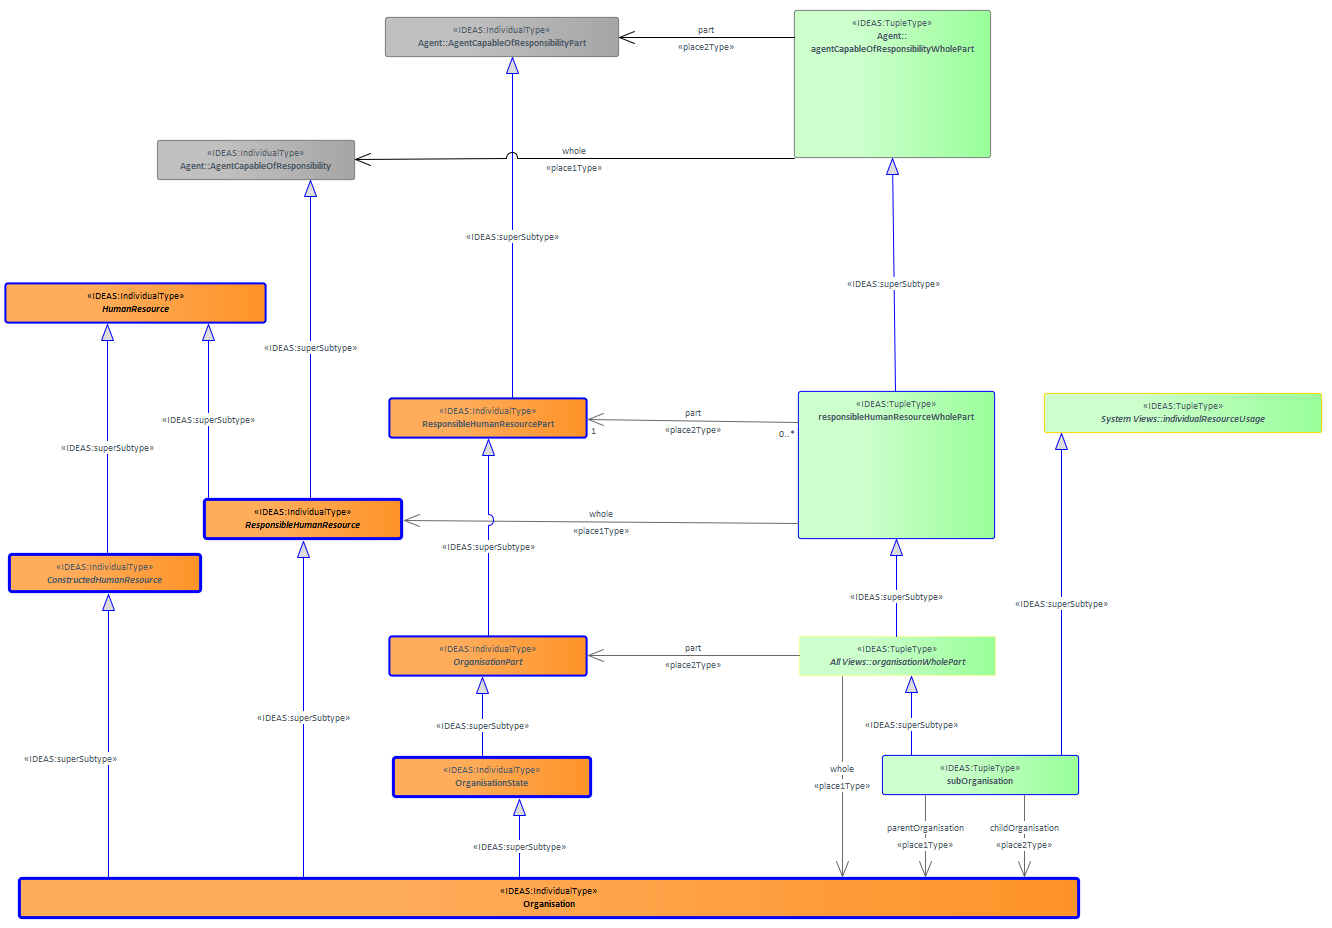 «IDEAS:IndividualType»
Agent::AgentCapableOfResponsibilityPart
part
«place2Type»
«IDEAS:TupleType»
Agent::
agentCapableOfResponsibilityWholePart
«IDEAS:IndividualType»
Agent::AgentCapableOfResponsibility
whole
«place1Type»
«IDEAS:superSubtype»
«IDEAS:superSubtype»
«IDEAS:IndividualType»
HumanResource
«IDEAS:superSubtype»
«IDEAS:superSubtype»
«IDEAS:superSubtype»
«IDEAS:IndividualType»
ResponsibleHumanResourcePart
part
«place2Type»
1
0..*
«IDEAS:TupleType»
responsibleHumanResourceWholePart
«IDEAS:TupleType»
System Views::individualResourceUsage
«IDEAS:IndividualType»
ResponsibleHumanResource
whole
«place1Type»
«IDEAS:superSubtype»
«IDEAS:IndividualType»
ConstructedHumanResource
«IDEAS:superSubtype»
«IDEAS:superSubtype»
«IDEAS:IndividualType»
OrganisationPart
part
«place2Type»
«IDEAS:TupleType»
All Views::organisationWholePart
«IDEAS:superSubtype»
«IDEAS:superSubtype»
«IDEAS:superSubtype»
«IDEAS:superSubtype»
«IDEAS:IndividualType»
OrganisationState
whole
«place1Type»
«IDEAS:TupleType»
subOrganisation
parentOrganisation
«place1Type»
childOrganisation
«place2Type»
«IDEAS:superSubtype»
«IDEAS:IndividualType»
Organisation